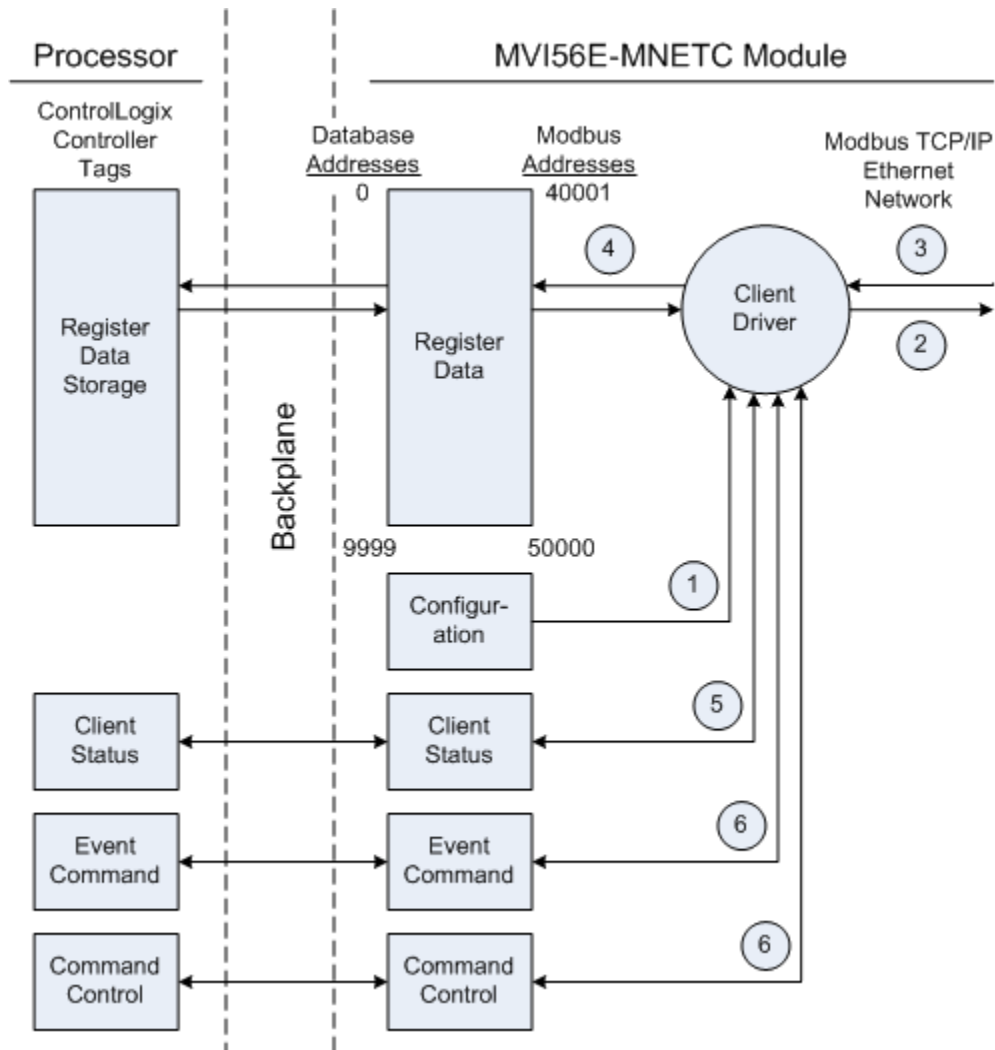 Processor
MVI56E-MNETC Module
ControlLogix
Controller
Tags
Database
Addresses
0
Modbus
Addresses
40001
Modbus TCP/IP
Ethernet
Network
4
3
Client
Driver
2
Register
Data
Storage
Register
Data
Backplane
9999
50000
Configur-
ation
1
Client
Status
Client
Status
5
Event
Command
Event
Command
6
Command
Control
Command
Control
6